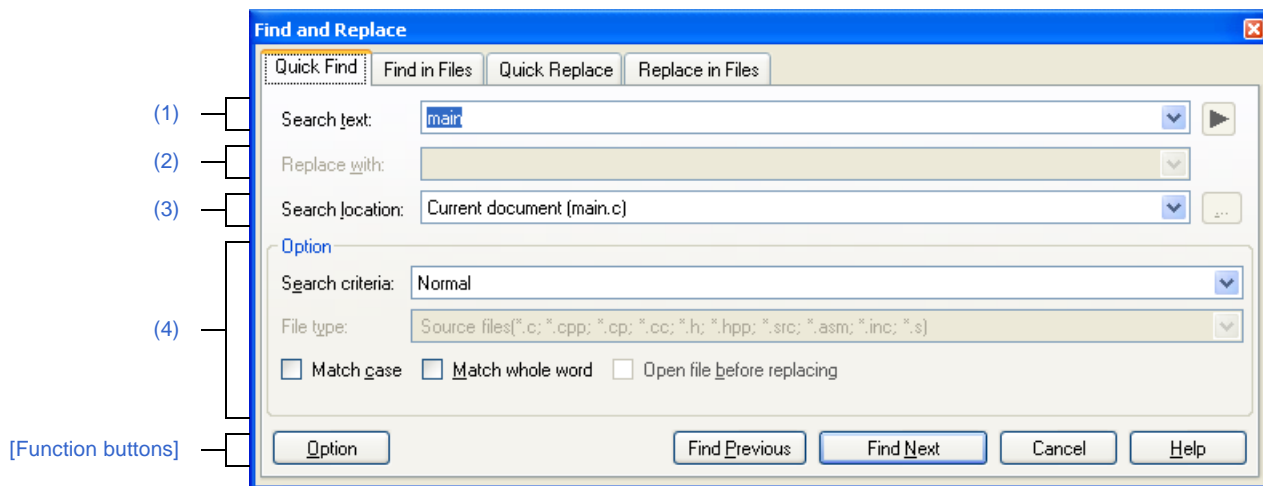 Find and Replace
Quick Find Find in Files Quick Replace Replace in Files
(1) Search text: main
(2) Replace with:
(3) Search location: Current document (main.c) ...
Option
Search criteria: Normal
(4) File type: Source files(*.c; *.cpp; *.cp; *.cc; *.h; *.hpp; *.src; *.asm; *.inc; *.s)
Match case Match whole word Open file before replacing
[Function buttons] Option Find Previous Find Next Cancel Help